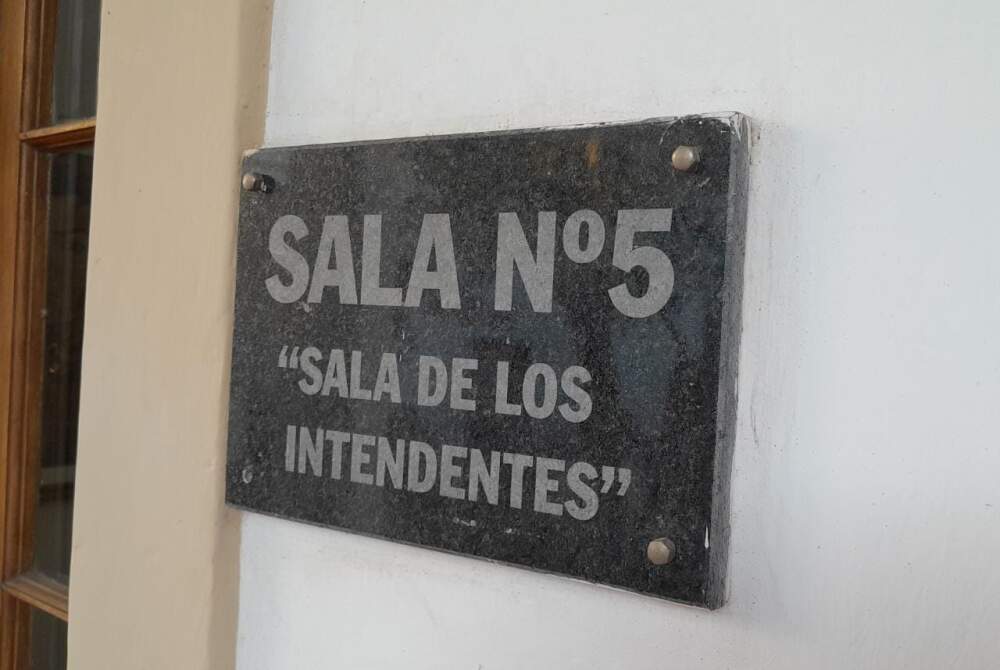 SALA Nº5
“SALA DE LOS
INTENDENTES”